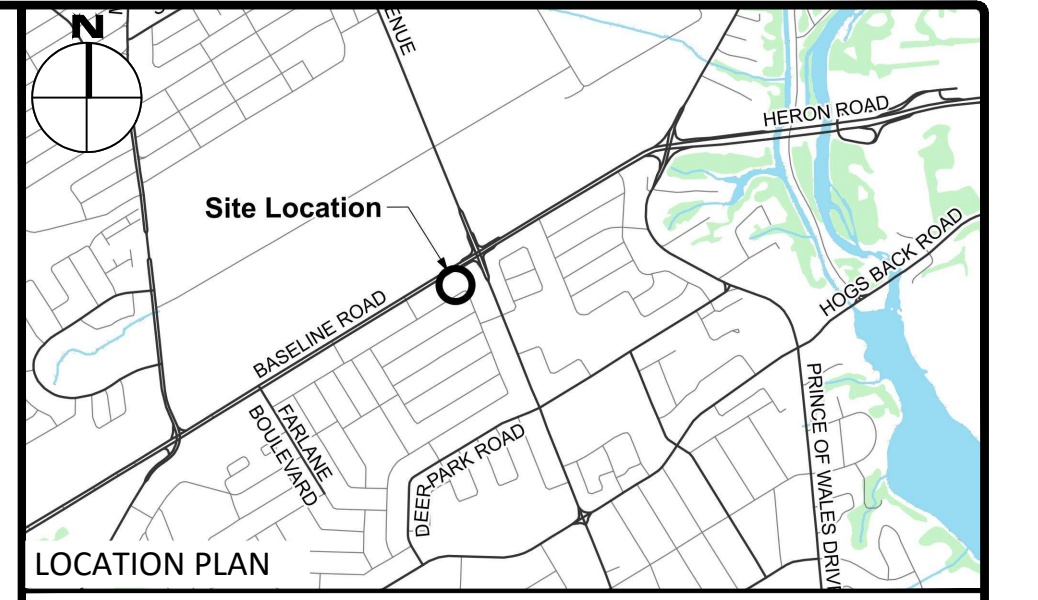 N
ENUE
HERON ROAD
Site Location
HOGS BACK ROAD
BASELINE ROAD
FARLANE
BOULEVARD
DEER PARK ROAD
PRINCE OF WALES DRIV
LOCATION PLAN